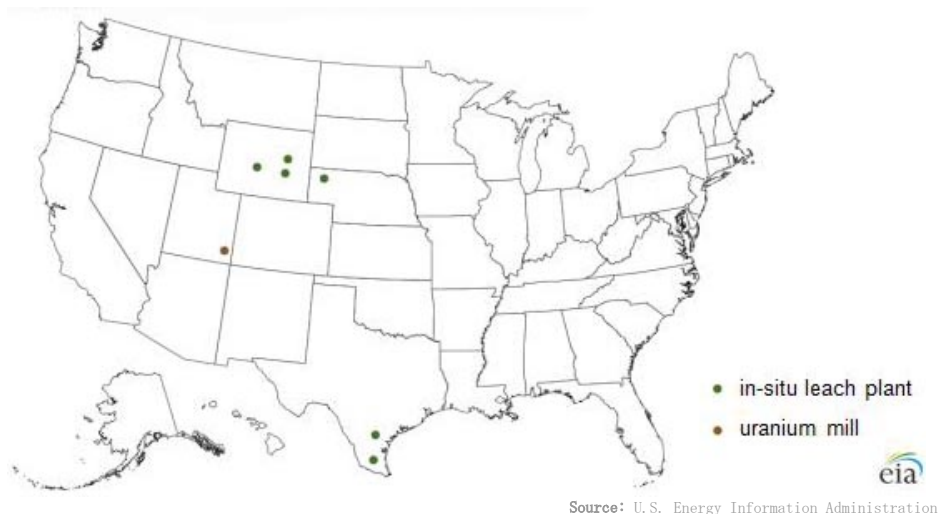 in-situ leach plant
uranium mill
eia
Source: U.S. Energy Information Administration